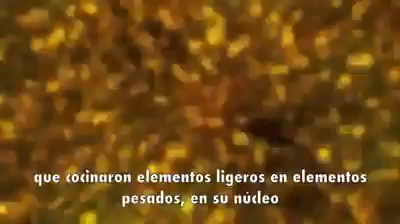 que cocinaron elementos ligeros en elementos
pesados, en su núcleo